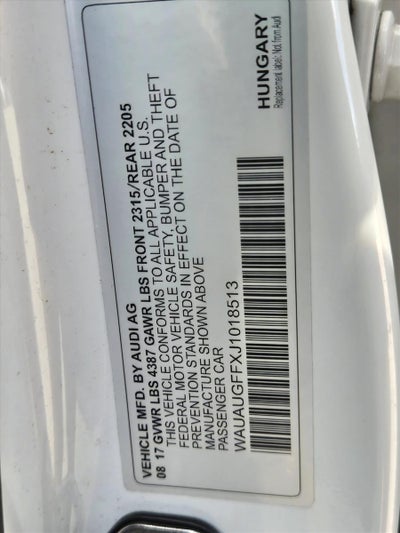 VEHICLE MFD. BY AUDI AG
08 17 GVWR LBS 4387 GAWR LBS FRONT 2315/REAR 2205
THIS VEHICLE CONFORMS TO ALL APPLICABLE U.S.
FEDERAL MOTOR VEHICLE SAFETY, BUMPER AND THEFT
PREVENTION STANDARDS IN EFFECT ON THE DATE OF
MANUFACTURE SHOWN ABOVE
PASSENGER CAR
WAUAUGFFXJ1018513
HUNGARY
Replacement label: Not from Audi